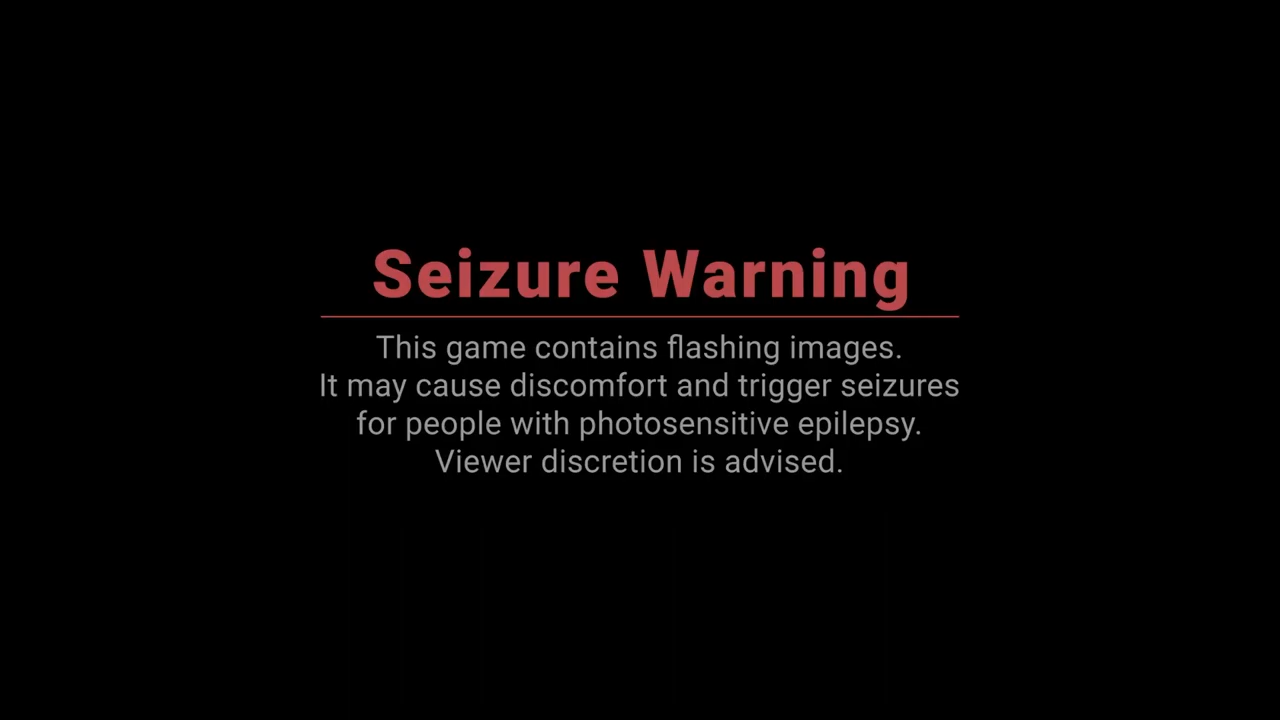 Seizure Warning
This game contains flashing images.
It may cause discomfort and trigger seizures
for people with photosensitive epilepsy.
Viewer discretion is advised.